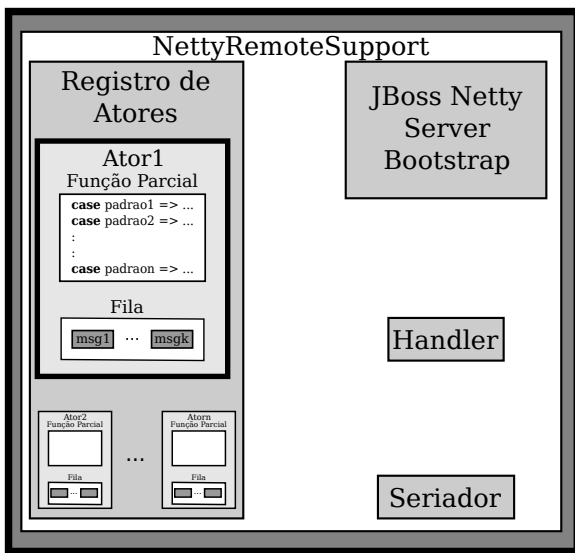 NettyRemoteSupport
Registro de
Atores
Ator1
Função Parcial
case padrao1 => ...
case padrao2 => ...
:
:
case padraon => ...
Fila
msg1 ... msgk
Ator2
Função Parcial
Fila
...
...
Atorn
Função Parcial
Fila
...
JBoss Netty
Server
Bootstrap
Handler
Seriador